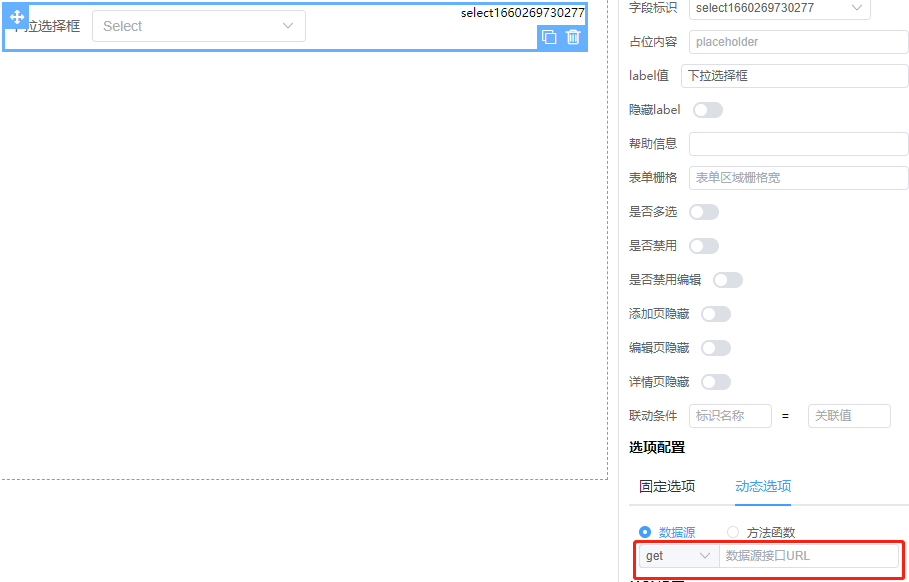 select1660269730277
下拉选择框 Select
字段标识 select1660269730277
占位内容 placeholder
label值 下拉选择框
隐藏label
帮助信息
表单栅格 表单区域栅格宽
是否多选
是否禁用
是否禁用编辑
添加页隐藏
编辑页隐藏
详情页隐藏
联动条件 标识名称 = 关联值
选项配置
固定选项 动态选项
数据源 方法函数
get 数据源接口URL